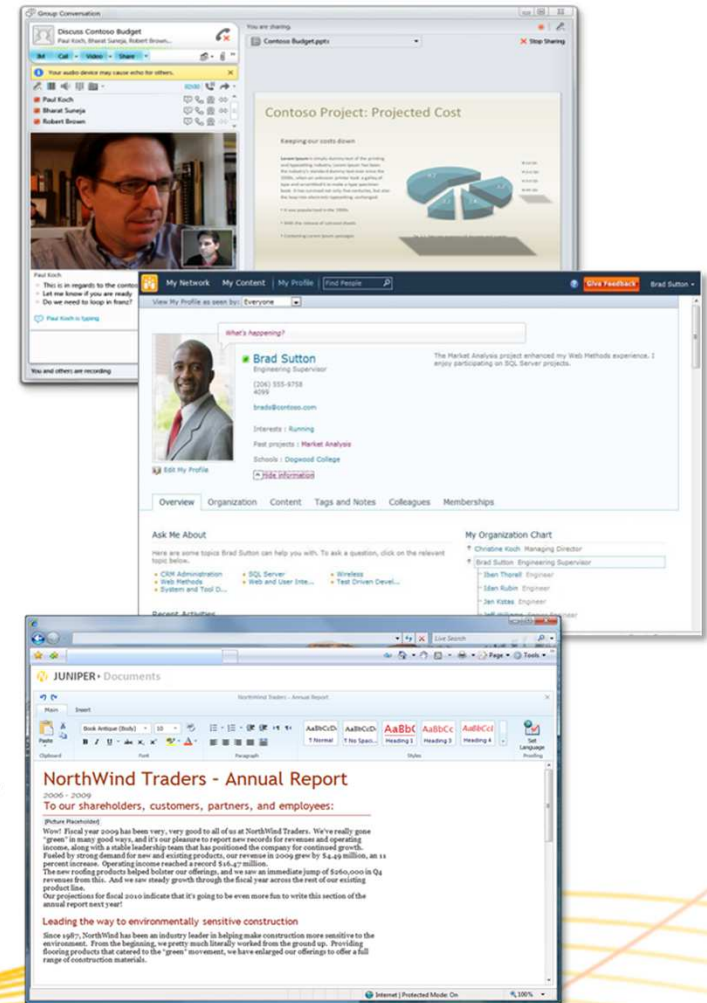 Group Conversation
Discuss Contoso Budget
Paul Koch, Bharat Suneja, Robert Brown...
IM Call Video Share
Your audio device may cause echo for others.
Paul Koch
Bharat Suneja
Robert Brown
You are sharing
Contoso Budget.pptx
Stop Sharing
Contoso Project: Projected Cost
Keeping our costs down
Paul Koch
This is in regards to the contos
Let me know if you are ready
Do we need to loop in franz?
Paul Koch is typing
You and others are recording
My Network My Content My Profile Find People
Give Feedback Brad Sutton
View My Profile as seen by: Everyone
What's happening?
Brad Sutton
Engineering Supervisor
(206) 555-9758
4099
brads@contoso.com
Interests : Running
Past projects : Market Analysis
Schools : Dogwood College
Hide information
Edit My Profile
The Market Analysis project enhanced my Web Methods experience. I
enjoy participating on SQL Server projects.
Overview Organization Content Tags and Notes Colleagues Memberships
Ask Me About
Here are some topics Brad Sutton can help you with. To ask a question, click on the relevant
topic below.
CRM Administration SQL Server Wireless
Web Methods Web and User Inte... Test Driven Devel...
System and Tool D...
Recent Activities
My Organization Chart
Christine Koch Managing Director
Brad Sutton Engineering Supervisor
Iben Thorell Engineer
Idan Rubin Engineer
Jan Kotas Engineer
Live Search
Page Tools
JUNIPER+ Documents
NorthWind Traders - Annual Report
Main Insert
Paste
Book Antiqua (Body) 10
AaBbCcD AaBbCcD AaBbC AaBbCc AaBbCcI
Normal No Spaci... Heading 1 Heading 3 Heading 4
Set
Language
Clipboard Font Paragraph Styles Proofing
NorthWind Traders - Annual Report
2006 - 2009
To our shareholders, customers, partners, and employees:
[Picture Placeholder]
Wow! Fiscal year 2009 has been very, very good to all of us at NorthWind Traders. We've really gone
"green" in many good ways, and it's our pleasure to report new records for revenues and operating
income, along with a stable leadership team that has positioned the company for continued growth.
Fueled by strong demand for new and existing products, our revenue in 2009 grew by $4.49 million, an 11
percent increase. Operating income reached a record $16.47 million.
The new roofing products helped bolster our offerings, and we saw an immediate jump of $260,000 in Q4
revenues from this. And we saw steady growth through the fiscal year across the rest of our existing
product line.
Our projections for fiscal 2010 indicate that it's going to be even more fun to write this section of the
annual report next year!
Leading the way to environmentally sensitive construction
Since 1987, NorthWind has been an industry leader in helping make construction more sensitive to the
environment. From the beginning, we pretty much literally worked from the ground up. Providing
flooring products that catered to the "green" movement, we have enlarged our offerings to offer a full
range of construction materials.
Internet | Protected Mode: On 100%